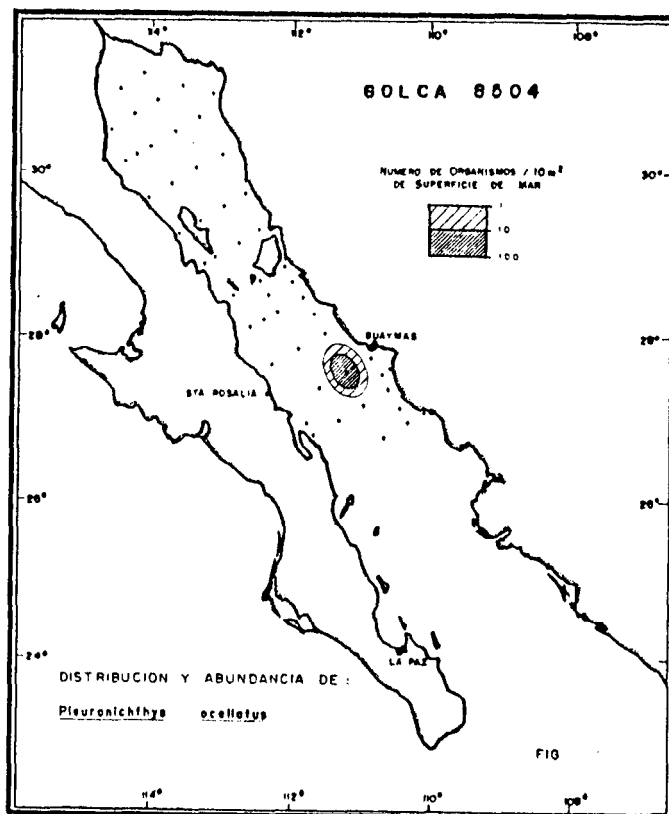 114° 112° 110° 108°
GOLCA 8504
NUMERO DE ORGANISMOS / 10 m²
DE SUPERFICIE DE MAR
1
10
100
30° 30°
28° 28°
GUAYMAS
STA ROSALIA
26° 26°
24°
LA PAZ
DISTRIBUCION Y ABUNDANCIA DE :
Pleuronichthys ocellatus
FIG
114° 112° 110° 108°